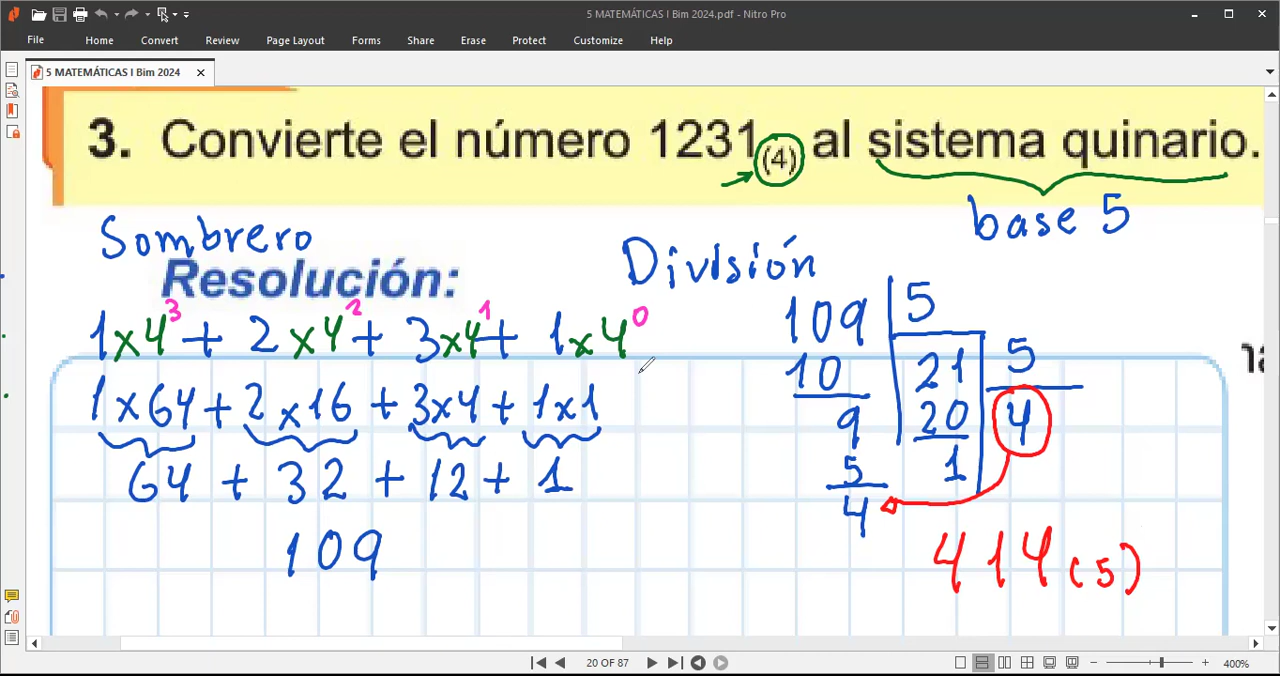 5 MATEMÁTICAS I Bim 2024.pdf - Nitro Pro
File Home Convert Review Page Layout Forms Share Erase Protect Customize Help
5 MATEMÁTICAS I Bim 2024
3. Convierte el número 1231(4) al sistema quinario.
base 5
Sombrero
Resolución:
1x4³ + 2x4² + 3x4¹ + 1x4⁰
1x64 + 2x16 + 3x4 + 1x1
64 + 32 + 12 + 1
109
División
109 5
10 21 5
9 20 4
5 1
4
414(5)
20 OF 87
400%